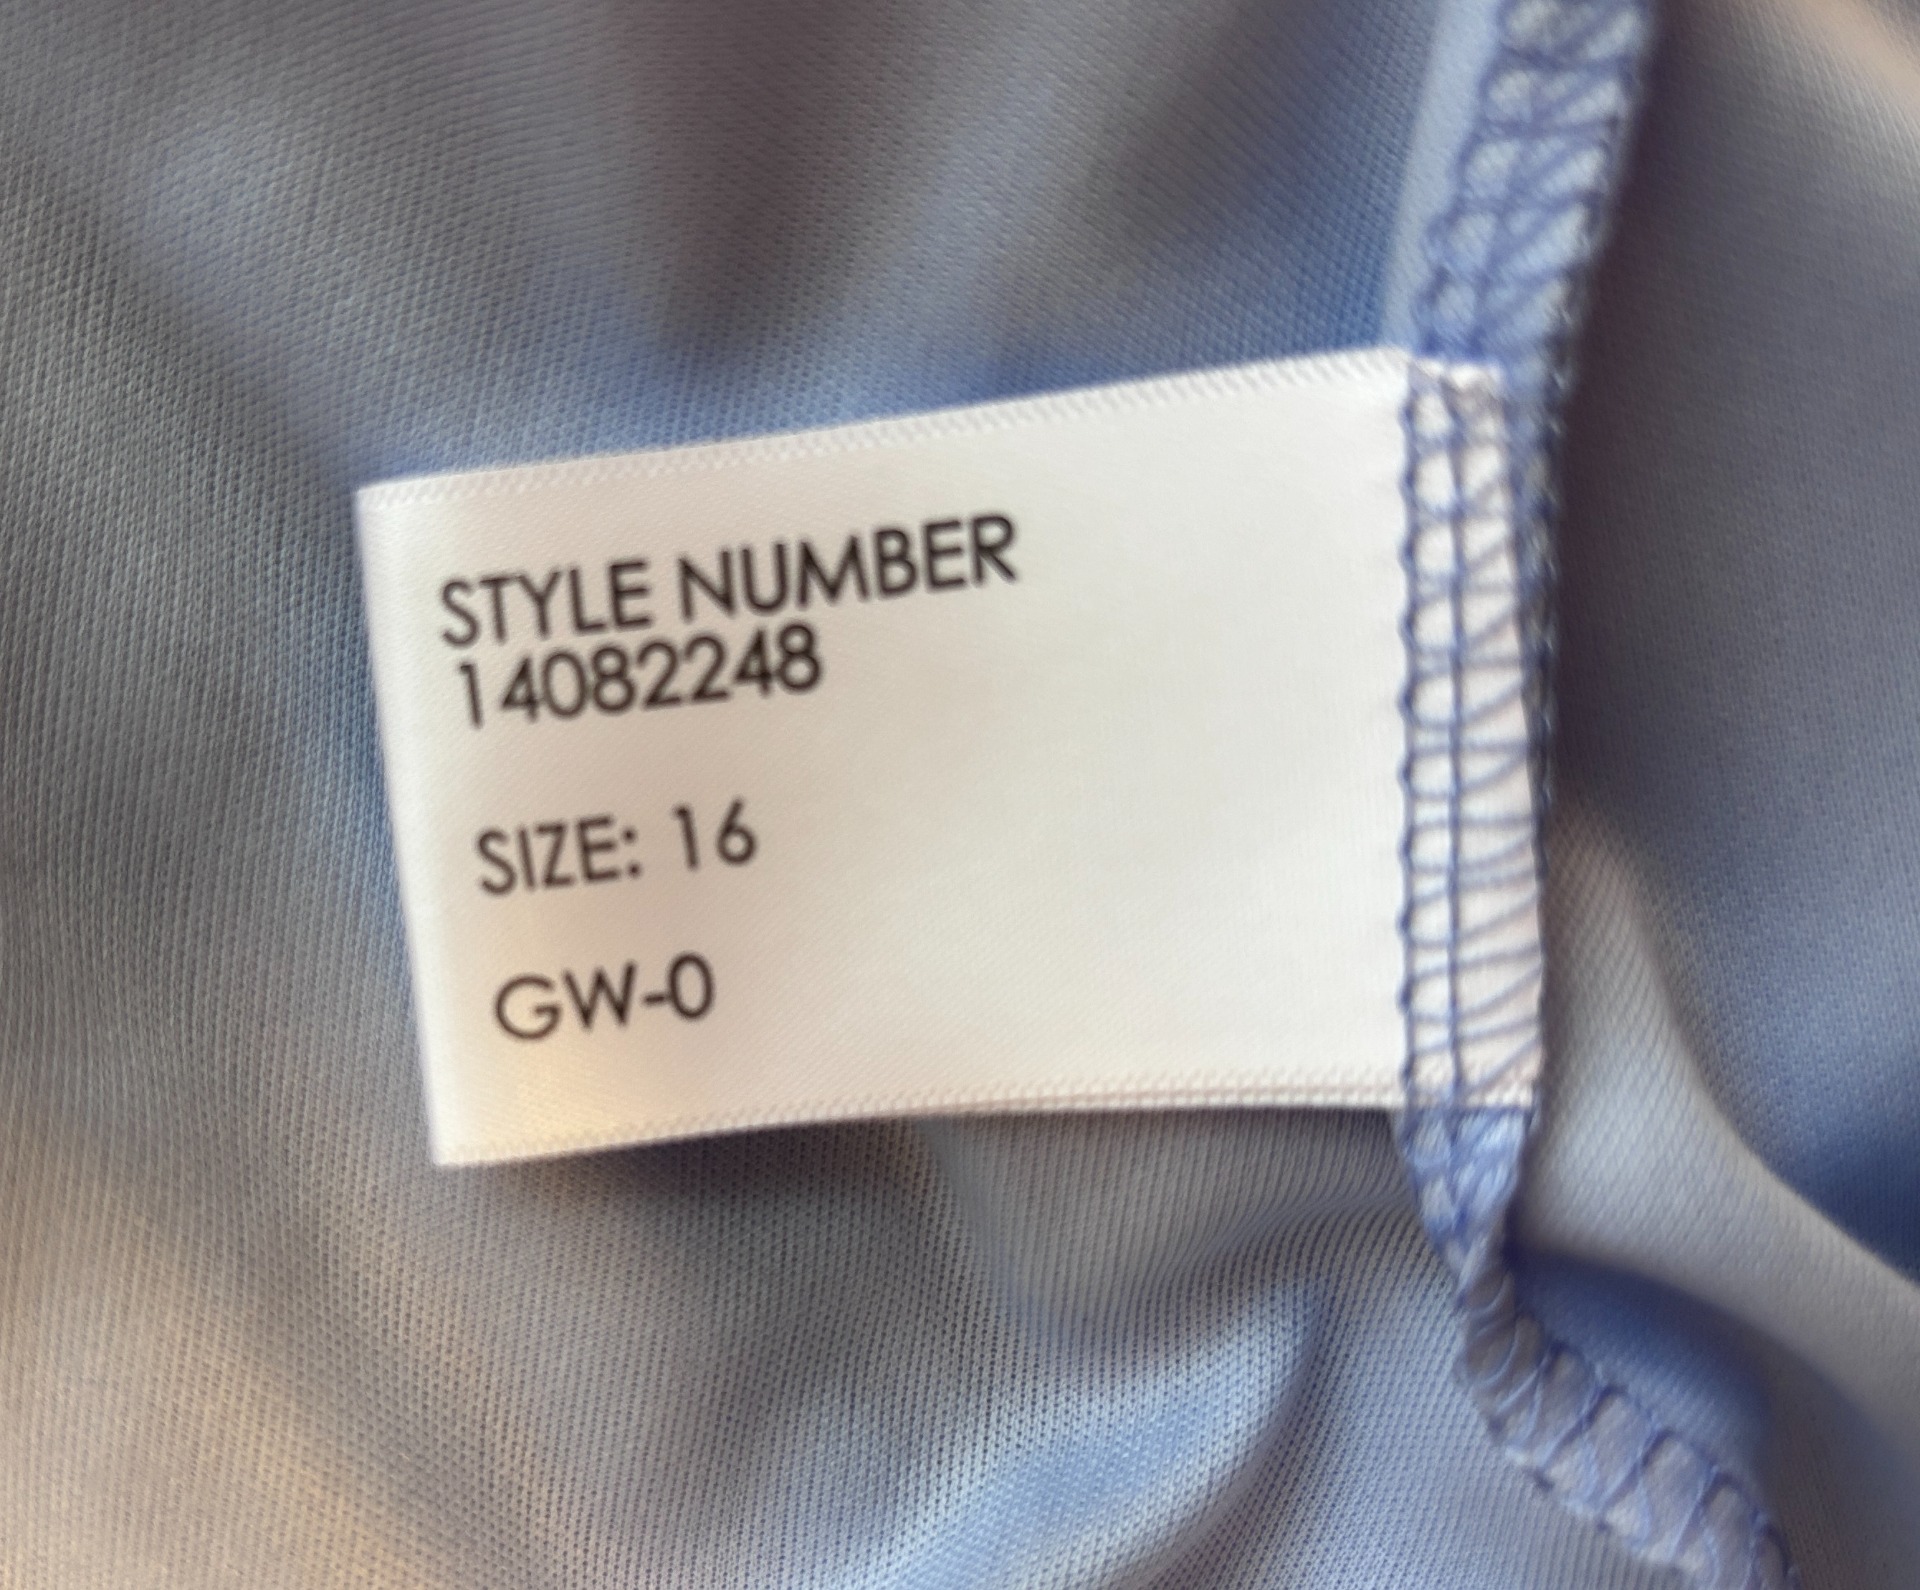 STYLE NUMBER
14082248
SIZE: 16
GW-0